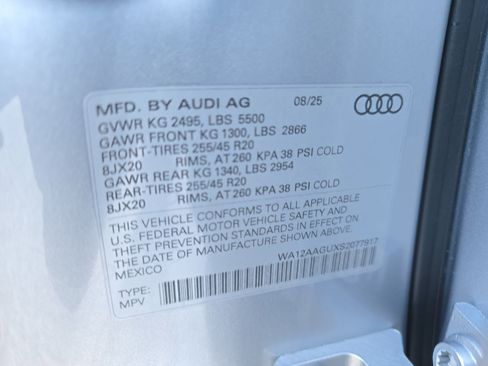 MFD. BY AUDI AG 08/25
GVWR KG 2495, LBS 5500
GAWR FRONT KG 1300, LBS 2866
FRONT-TIRES 255/45 R20
8JX20 RIMS, AT 260 KPA 38 PSI COLD
GAWR REAR KG 1340, LBS 2954
REAR-TIRES 255/45 R20
8JX20 RIMS, AT 260 KPA 38 PSI COLD
THIS VEHICLE CONFORMS TO ALL APPLICABLE
U.S. FEDERAL MOTOR VEHICLE SAFETY AND
THEFT PREVENTION STANDARDS IN EFFECT ON
THE DATE OF MANUFACTURE SHOWN ABOVE.
MEXICO
WA12AAGUXS2077917
TYPE:
MPV